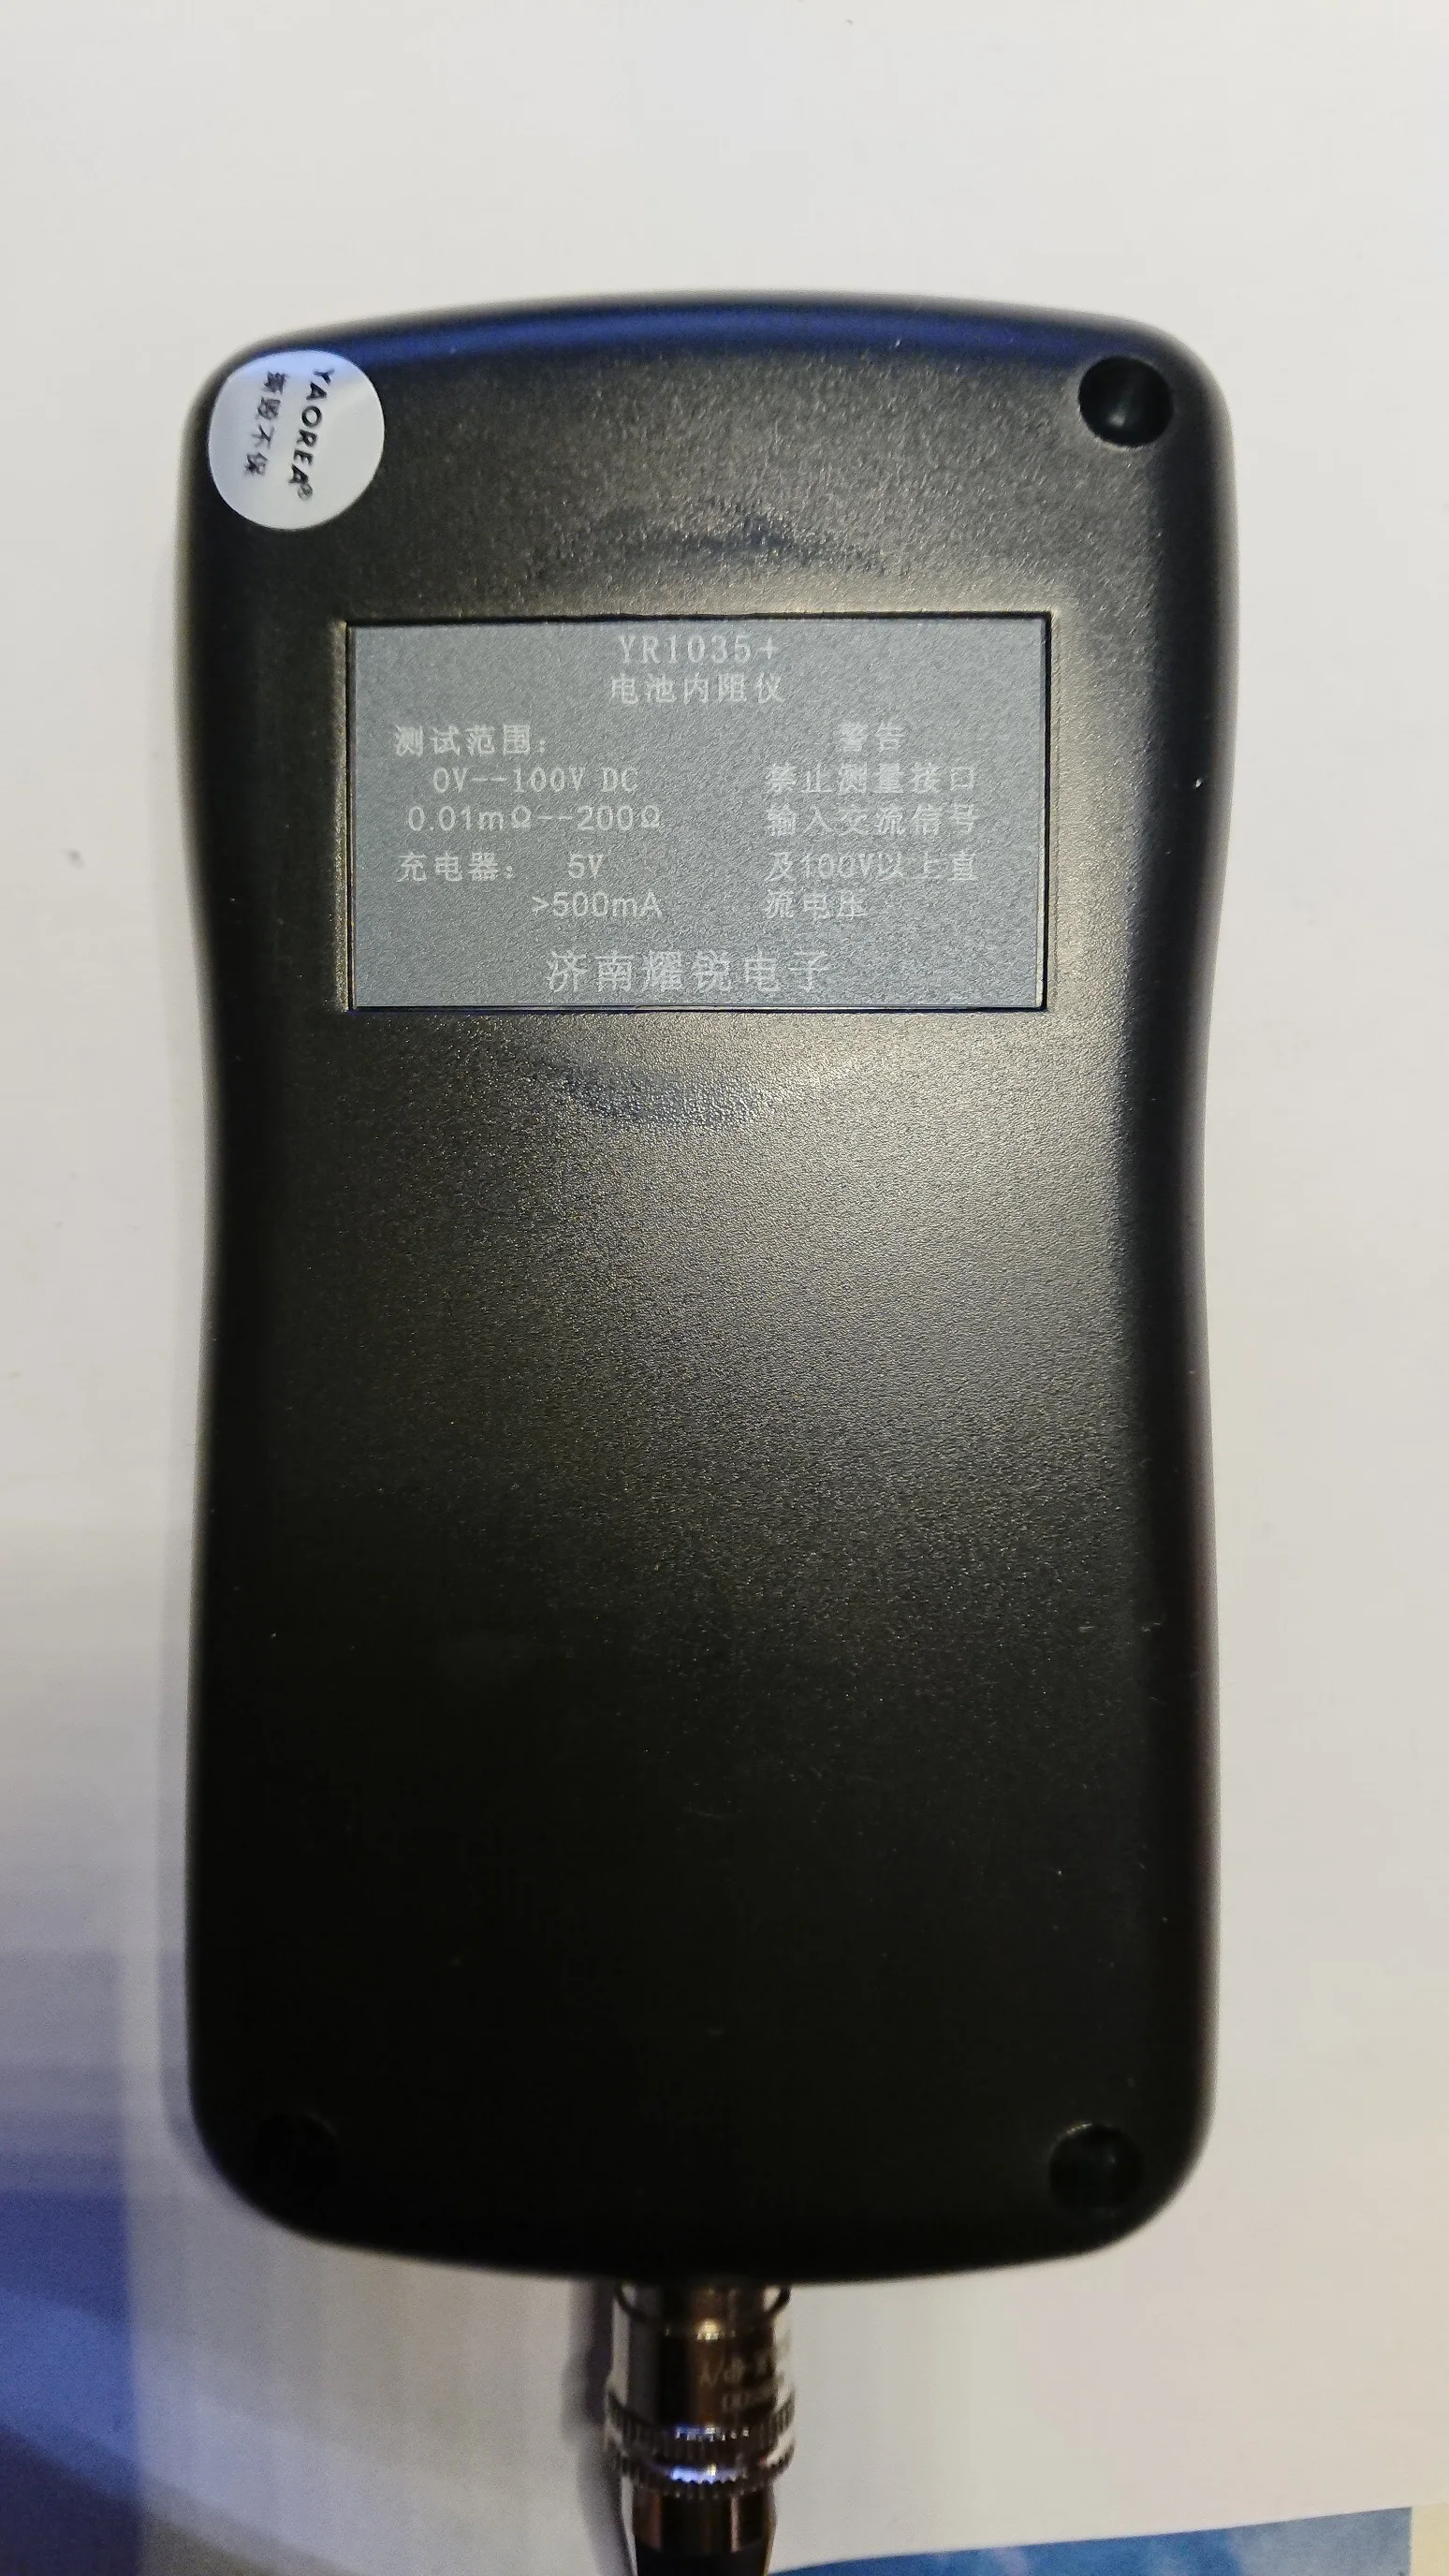 YAOREA®
撕毁不保
YR1035+
电池内阻仪
测试范围：
0V--100V DC
0.01mΩ--200Ω
充电器： 5V
>500mA
警告
禁止测量接口
输入交流信号
及100V以上直
流电压
济南耀锐电子